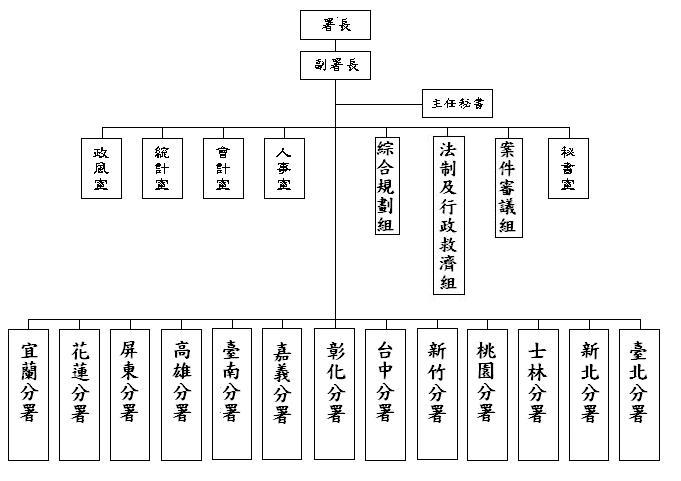 署長
副署長
主任秘書
政風室
統計室
會計室
人事室
綜合規劃組
法制及行政救濟組
案件審議組
秘書室
宜蘭分署
花蓮分署
屏東分署
高雄分署
臺南分署
嘉義分署
彰化分署
台中分署
新竹分署
桃園分署
士林分署
新北分署
臺北分署